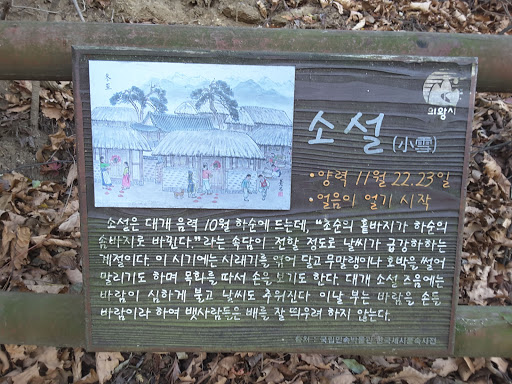 冬至
의왕시
소설(小雪)
•양력 11월 22.23일
•얼음이 얼기 시작
소설은 대개 음력 10월 하순에 드는데, "초순의 홑바지가 하순의
솜바지로 바뀐다."라는 속담이 전할 정도로 날씨가 급강하하는
계절이다. 이 시기에는 시래기를 엮어 달고 무말랭이나 호박을 썰어
말리기도 하며 목화를 따서 손을 보기도 한다. 대개 소설 즈음에는
바람이 심하게 불고 날씨도 추워진다. 이날 부는 바람을 손돌
바람이라 하여 뱃사람들은 배를 잘 띄우려 하지 않는다.
출처 : 국립민속박물관 한국세시풍속사전